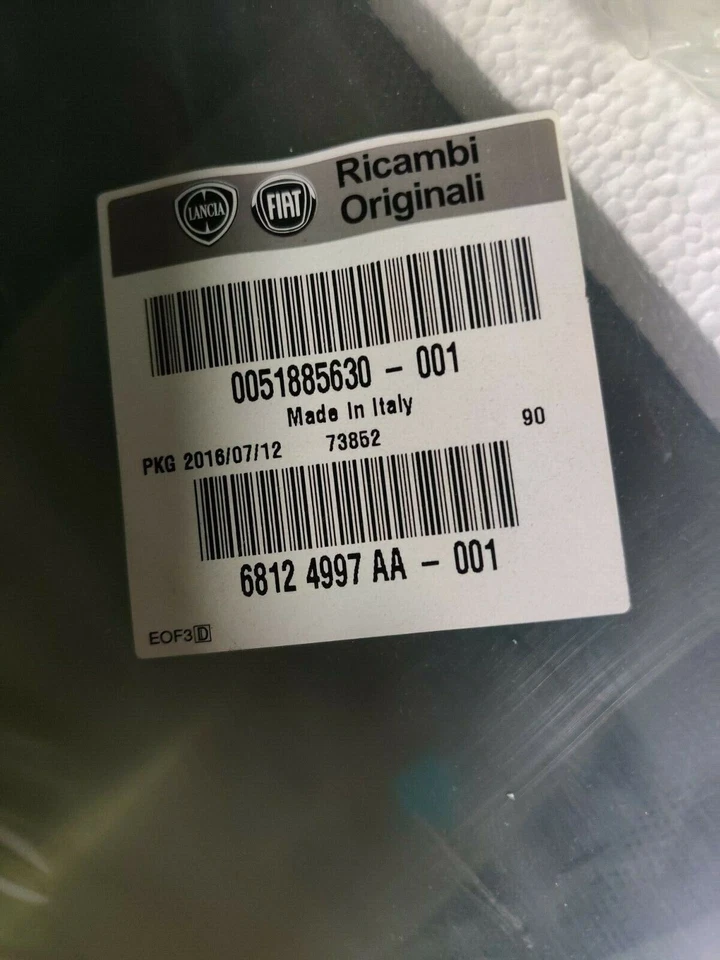 LANCIA FIAT Ricambi
Originali
0051885630 - 001
Made In Italy
90
PKG 2016/07/12 73852
6812 4997 AA - 001
EOF3 D